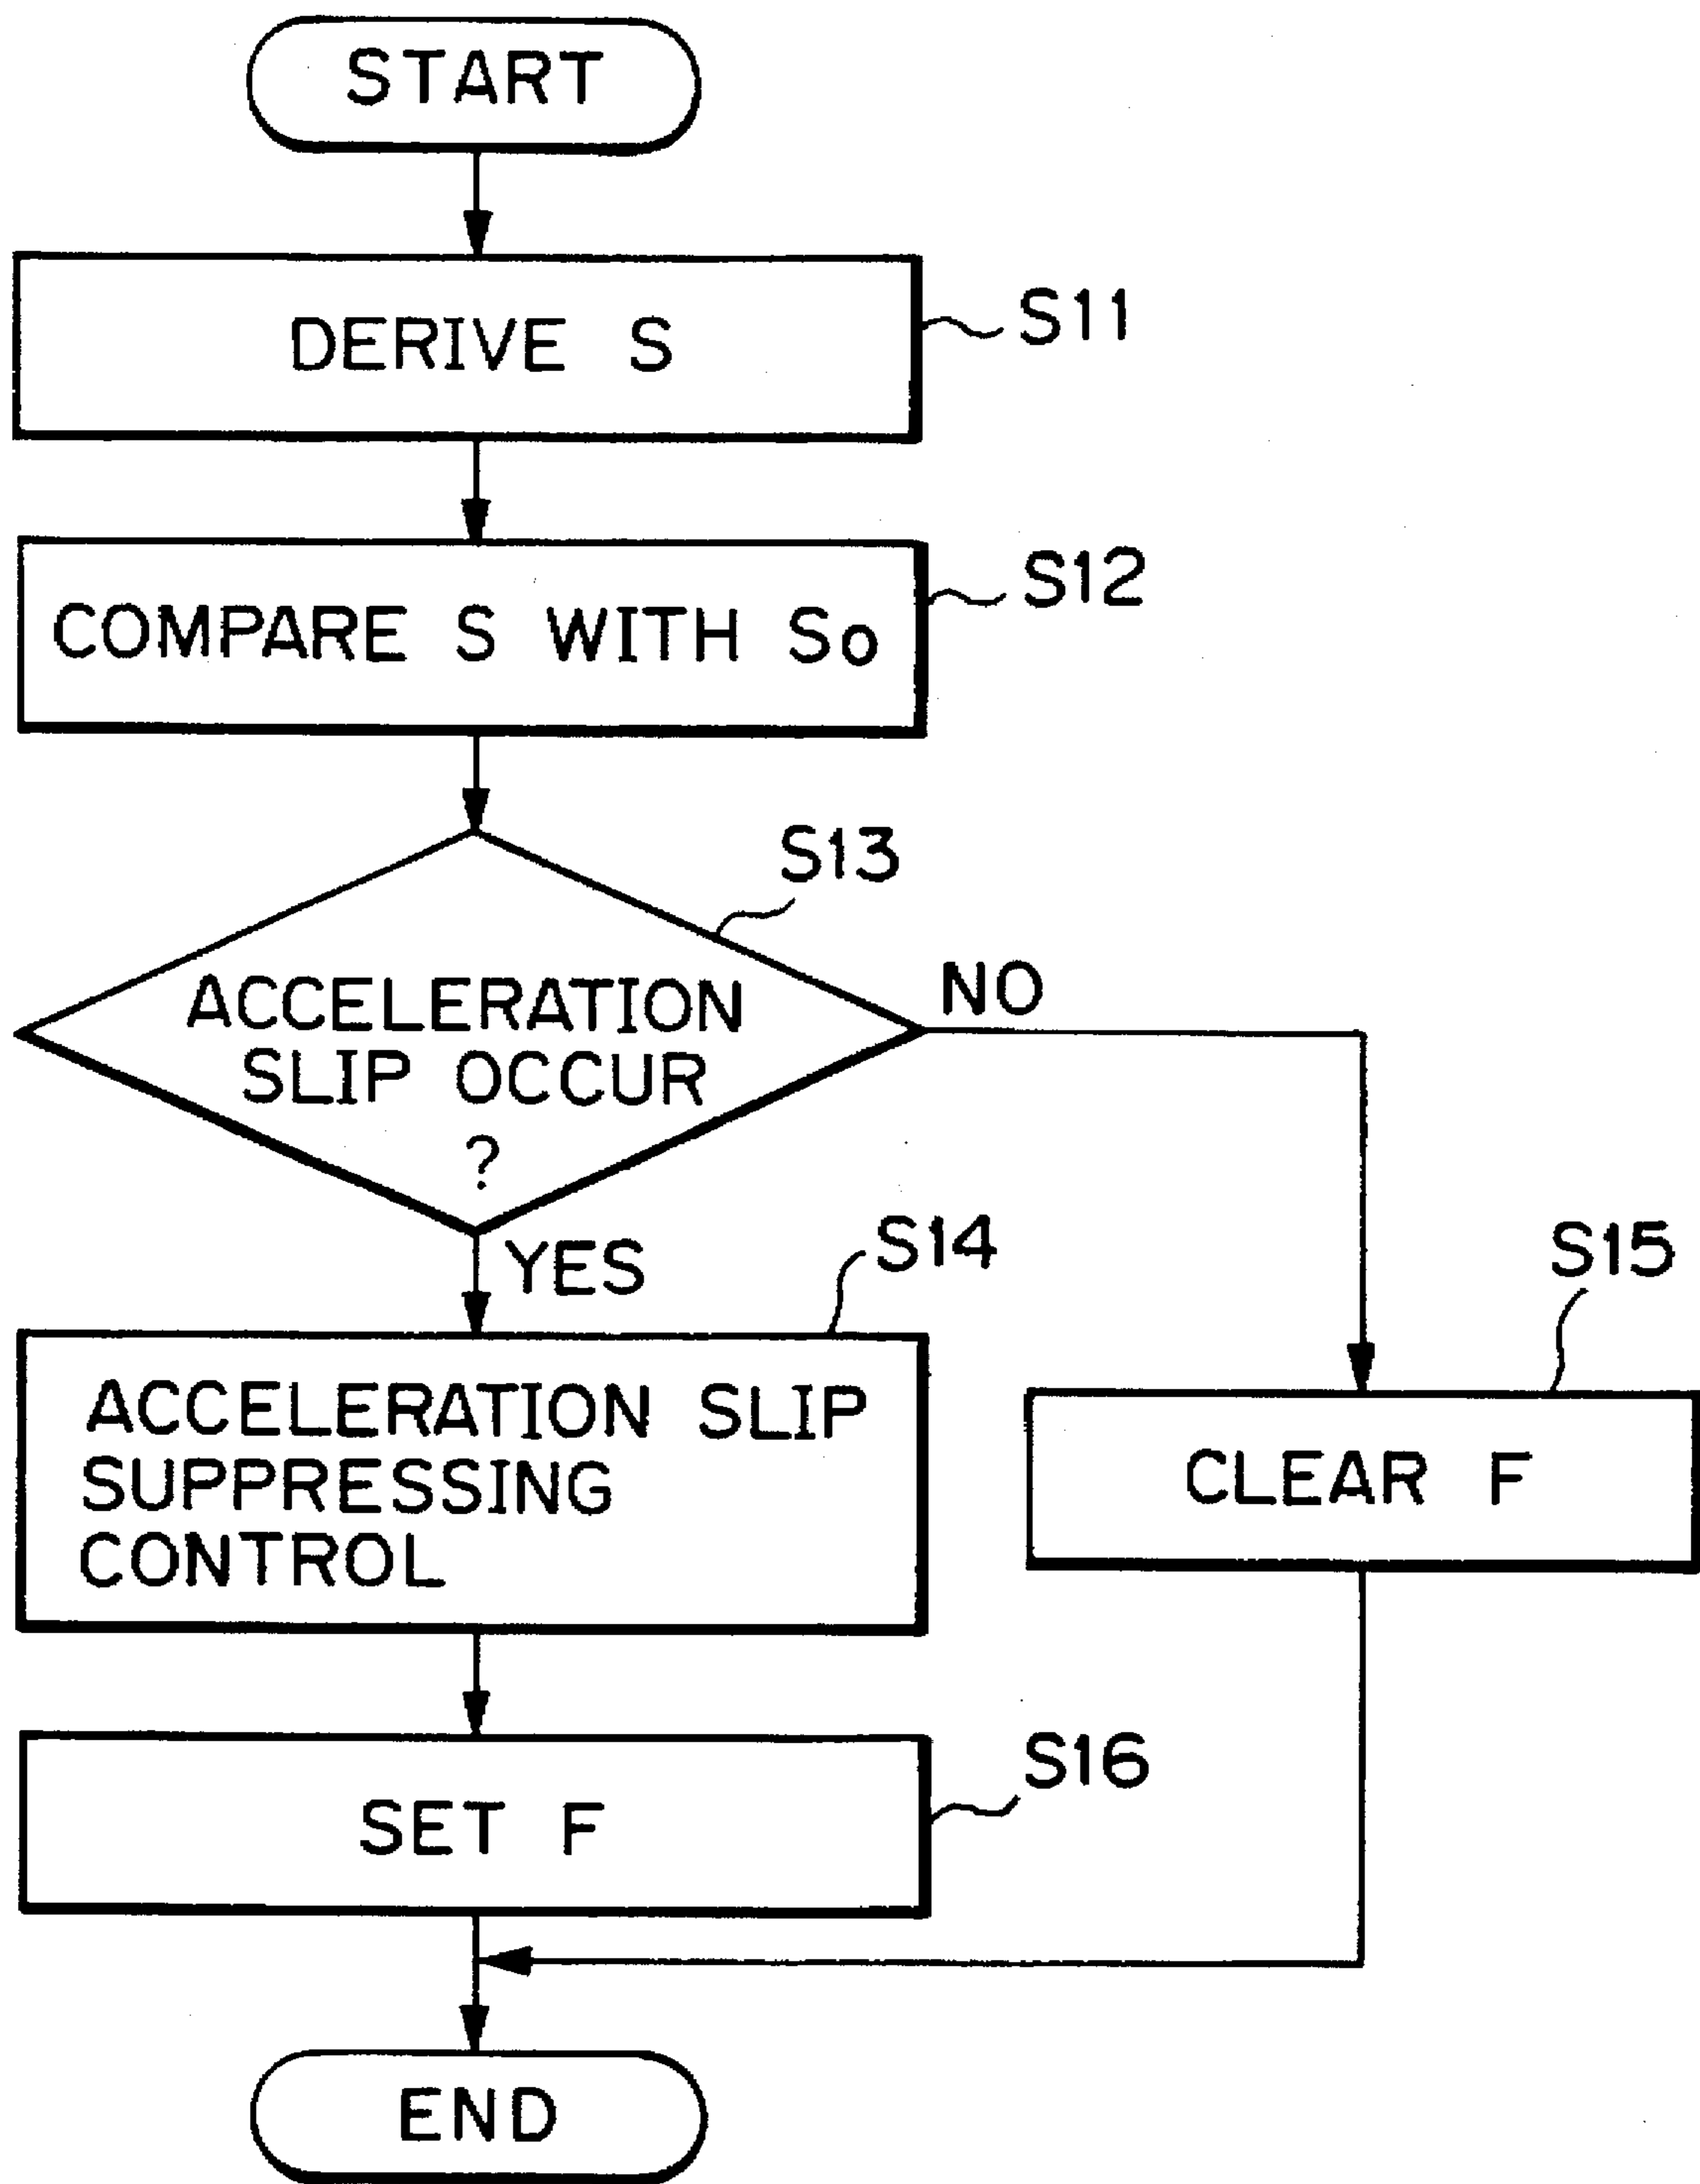 START
DERIVE S
S11
COMPARE S WITH So
S12
S13
ACCELERATION
SLIP OCCUR
?
NO
YES
S14
ACCELERATION SLIP
SUPPRESSING
CONTROL
S15
CLEAR F
SET F
S16
END